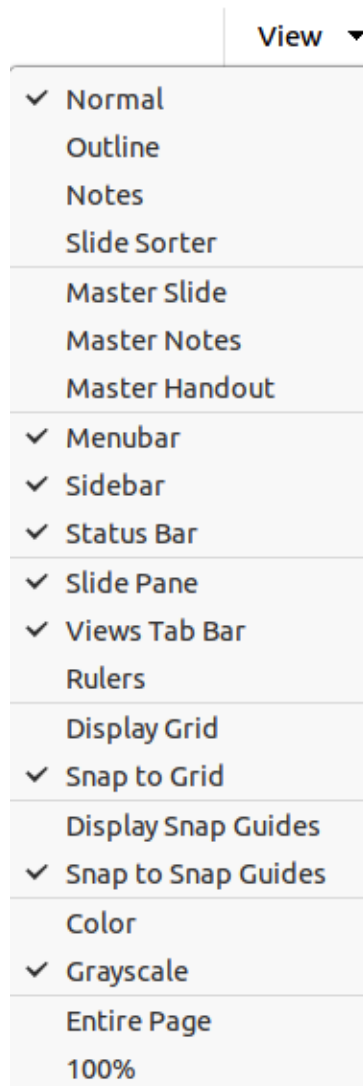 View
Normal
Outline
Notes
Slide Sorter
Master Slide
Master Notes
Master Handout
Menubar
Sidebar
Status Bar
Slide Pane
Views Tab Bar
Rulers
Display Grid
Snap to Grid
Display Snap Guides
Snap to Snap Guides
Color
Grayscale
Entire Page
100%